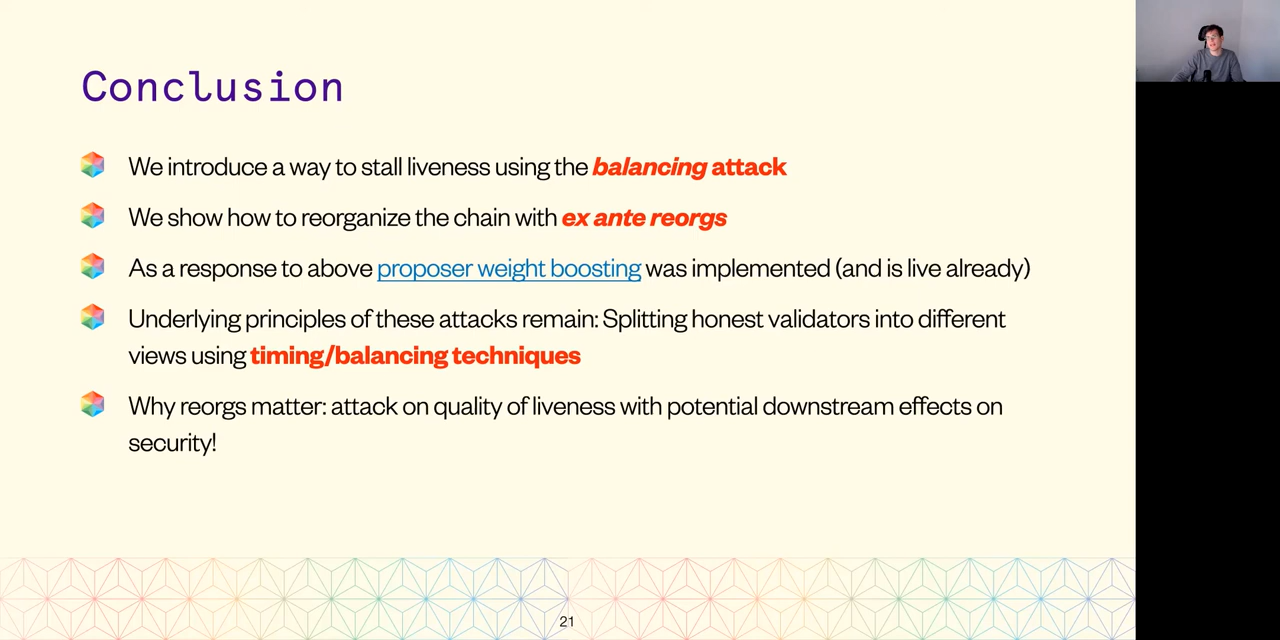 Conclusion
We introduce a way to stall liveness using the balancing attack
We show how to reorganize the chain with ex ante reorgs
As a response to above proposer weight boosting was implemented (and is live already)
Underlying principles of these attacks remain: Splitting honest validators into different
views using timing/balancing techniques
Why reorgs matter: attack on quality of liveness with potential downstream effects on
security!
21